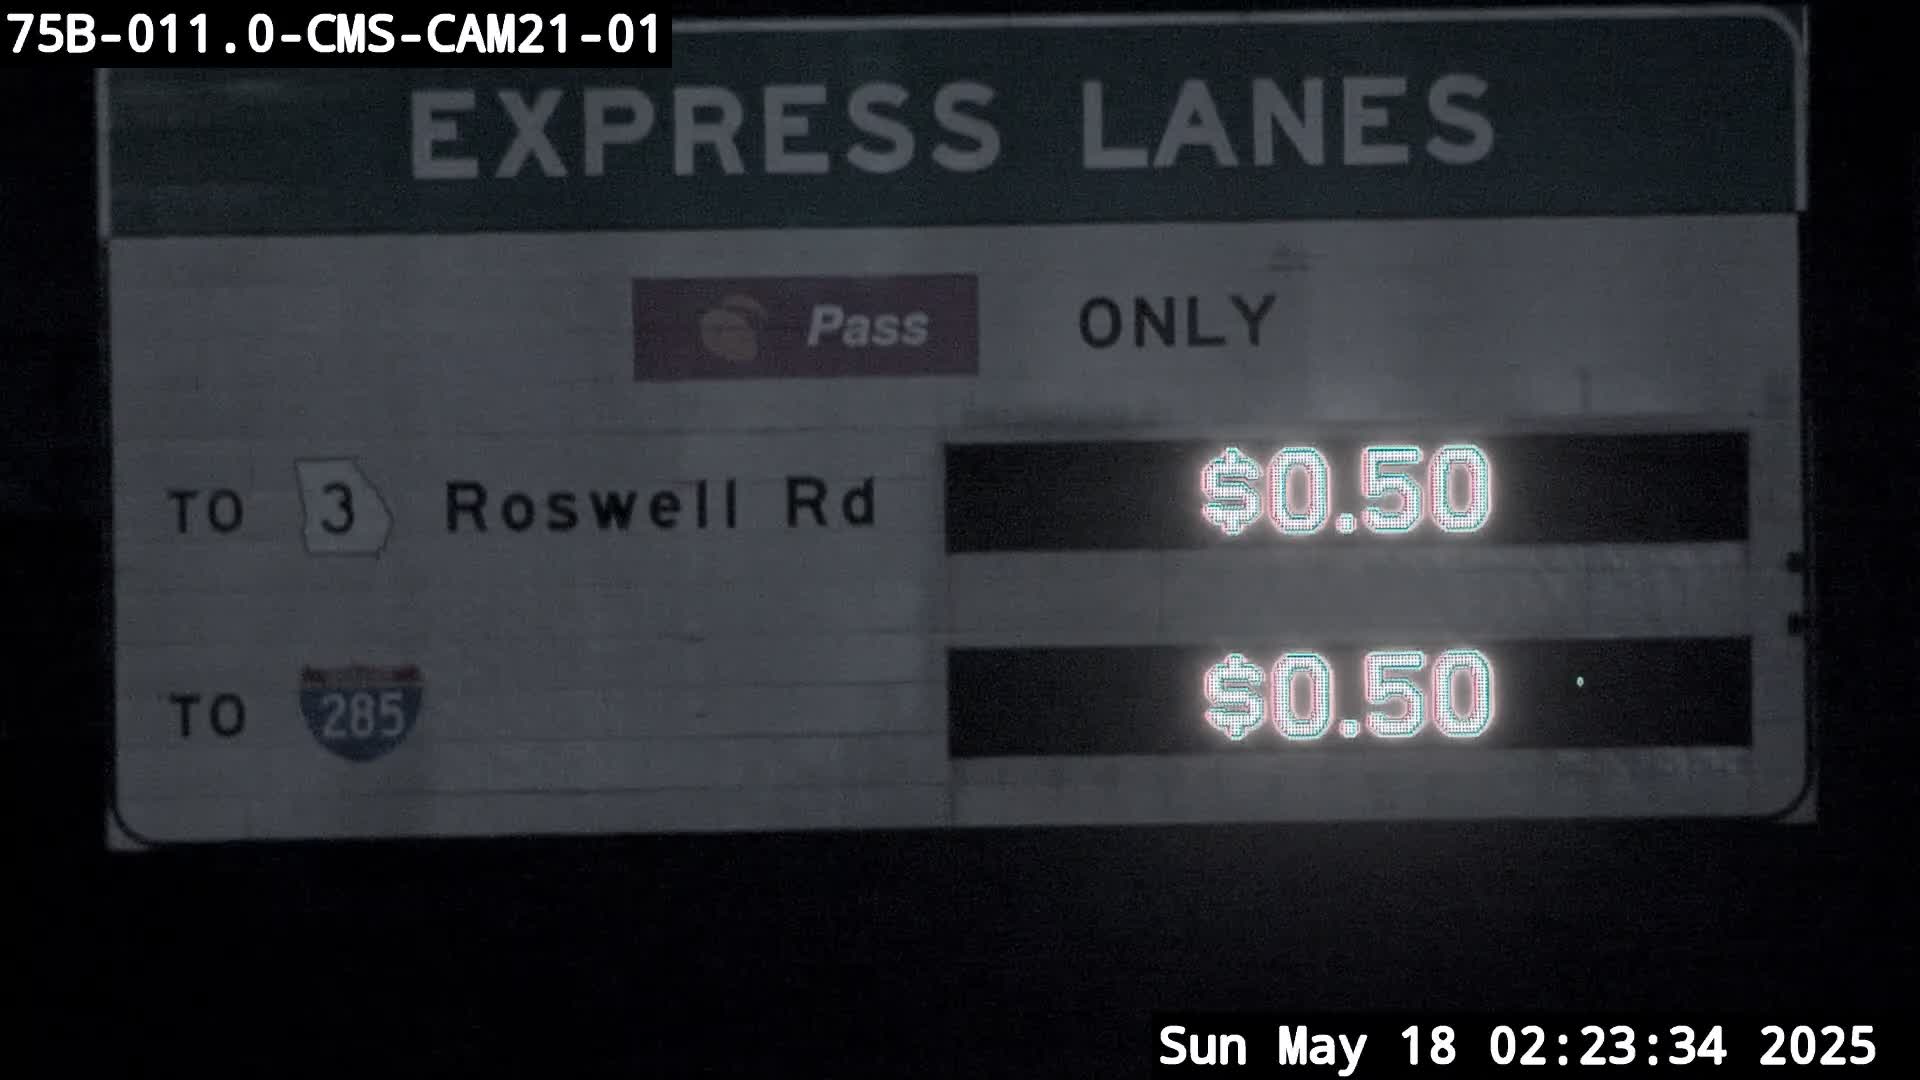 75B-011.0-CMS-CAM21-01
EXPRESS LANES
Pass ONLY
TO 3 Roswell Rd $0.50
TO 285 $0.50
Sun May 18 02:23:34 2025